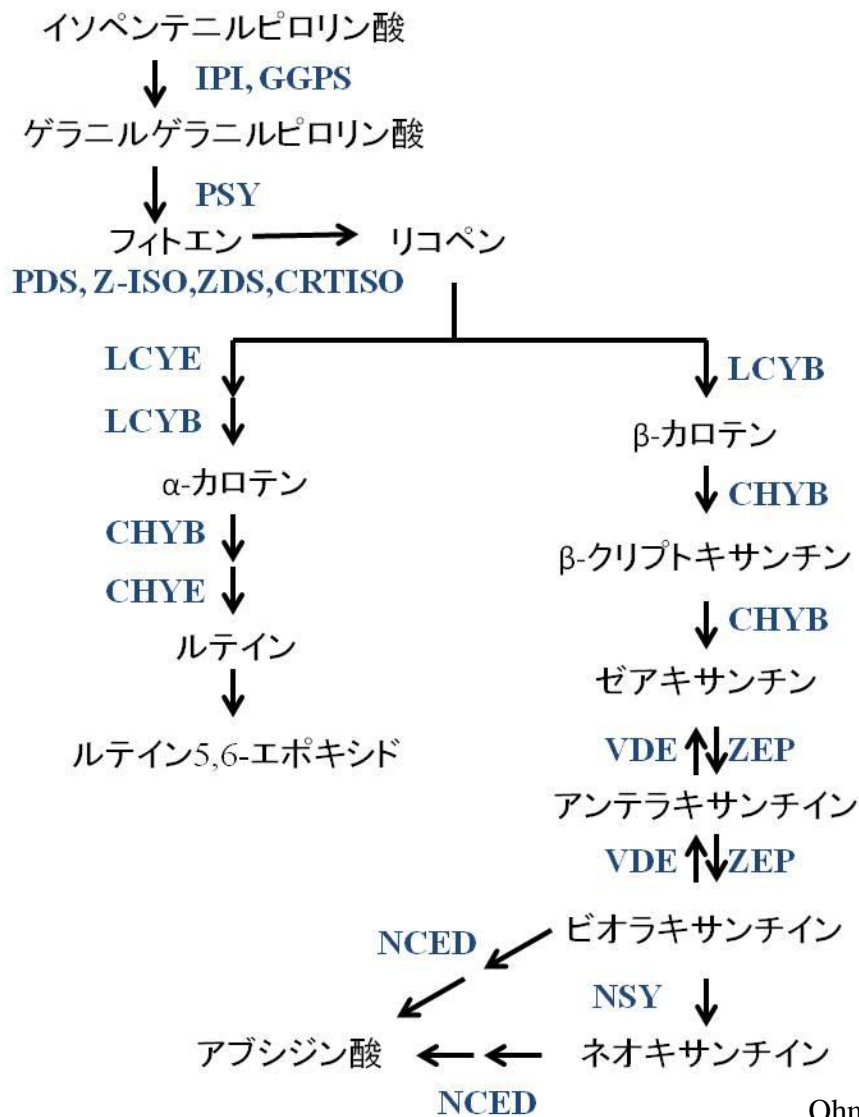 イソペンテニルピロリン酸
IPI, GGPS
ゲラニルゲラニルピロリン酸
PSY
フィトエン リコペン
PDS, Z-ISO,ZDS,CRTISO
LCYE
LCYB
LCYB
β-カロテン
α-カロテン
CHYB
CHYB
β-クリプトキサンチン
CHYE
CHYB
ルテイン
ゼアキサンチン
ルテイン5,6-エポキシド
VDE ZEP
アンテラキサンチイン
VDE ZEP
ビオラキサンチイン
NCED
NSY
アブシジン酸 ネオキサンチイン
NCED
Ohm